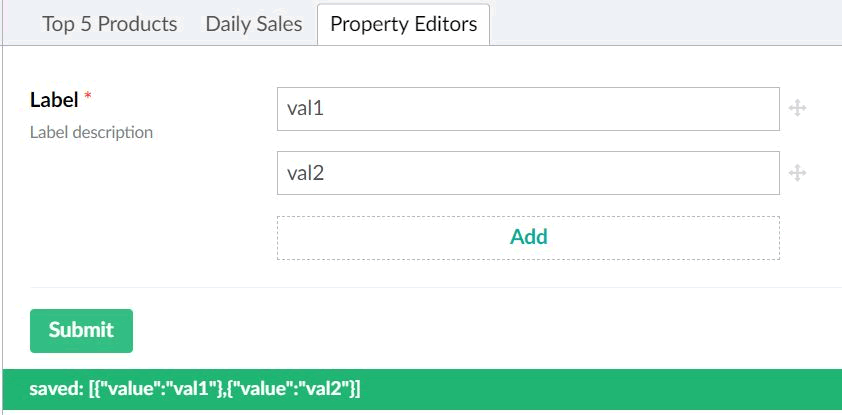 Top 5 Products Daily Sales Property Editors
Label * val1
Label description
val2
Add
Submit
saved: [{"value":"val1"},{"value":"val2"}]